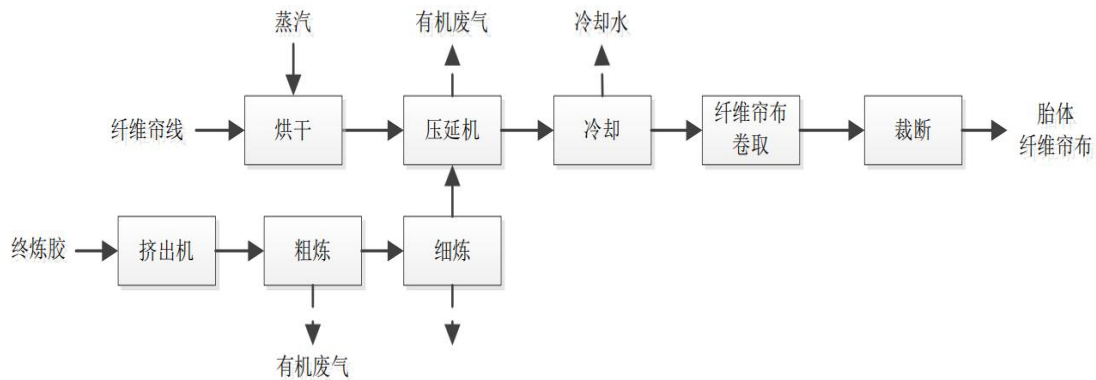 蒸汽
有机废气
冷却水
纤维帘线
烘干
压延机
冷却
纤维帘布
卷取
裁断
胎体
纤维帘布
终炼胶
挤出机
粗炼
细炼
有机废气